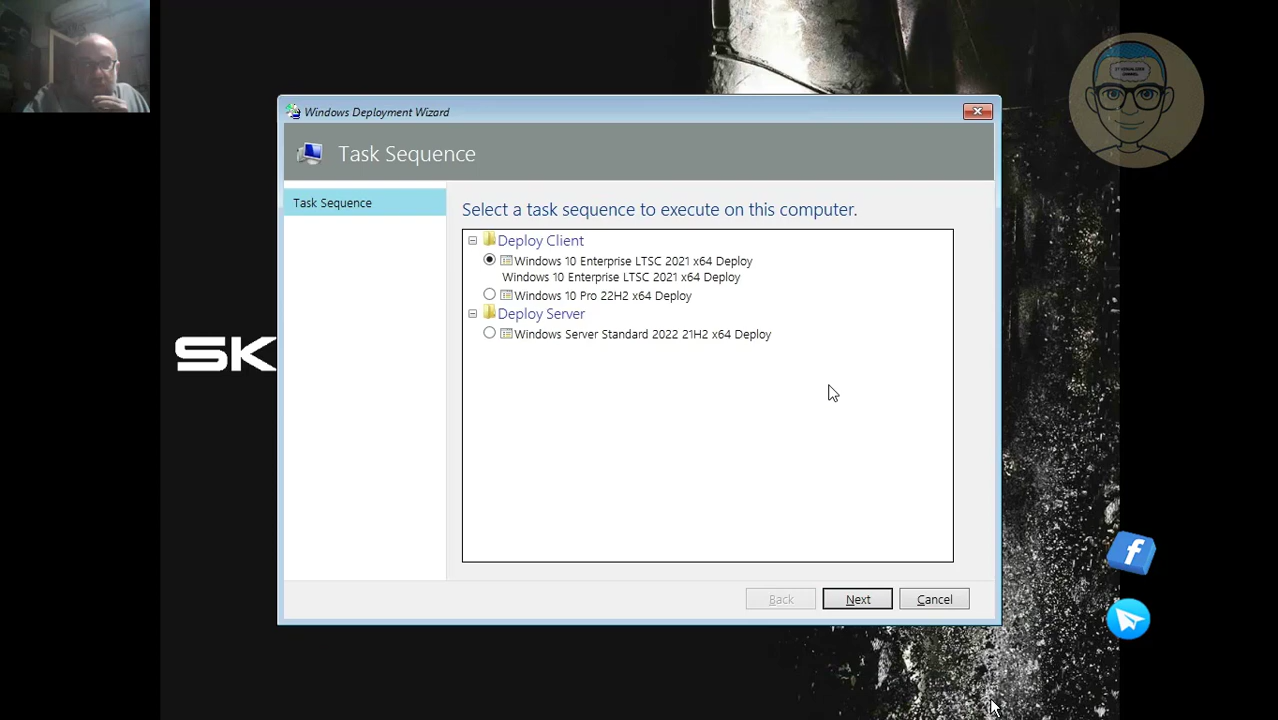 Windows Deployment Wizard
Task Sequence
Task Sequence
Select a task sequence to execute on this computer.
Deploy Client
Windows 10 Enterprise LTSC 2021 x64 Deploy
Windows 10 Enterprise LTSC 2021 x64 Deploy
Windows 10 Pro 22H2 x64 Deploy
Deploy Server
Windows Server Standard 2022 21H2 x64 Deploy
SK
Back
Next
Cancel